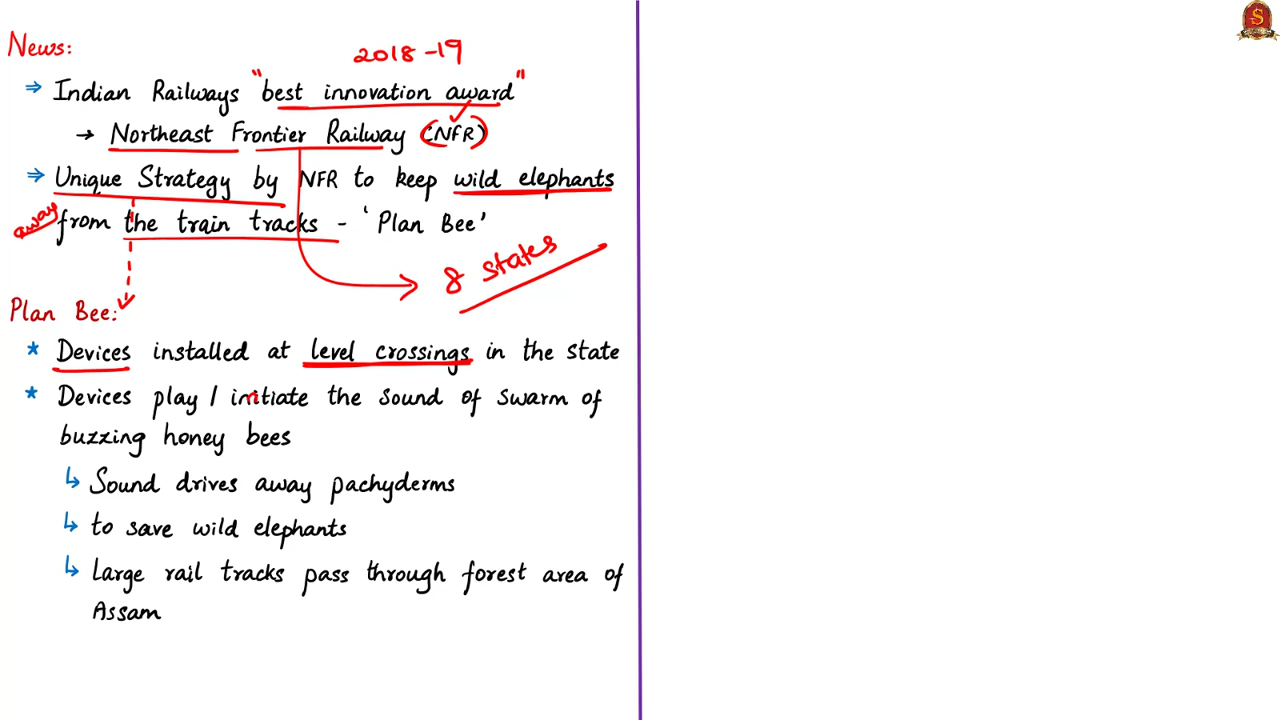 News:
2018-19
⇒ Indian Railways "best innovation award"
→ Northeast Frontier Railway (NFR)
⇒ Unique Strategy by NFR to keep wild elephants
away from the train tracks - 'Plan Bee'
8 states
Plan Bee:
* Devices installed at level crossings in the state
* Devices play / initiate the sound of swarm of
buzzing honey bees
↳ Sound drives away pachyderms
↳ to save wild elephants
↳ Large rail tracks pass through forest area of
Assam
S